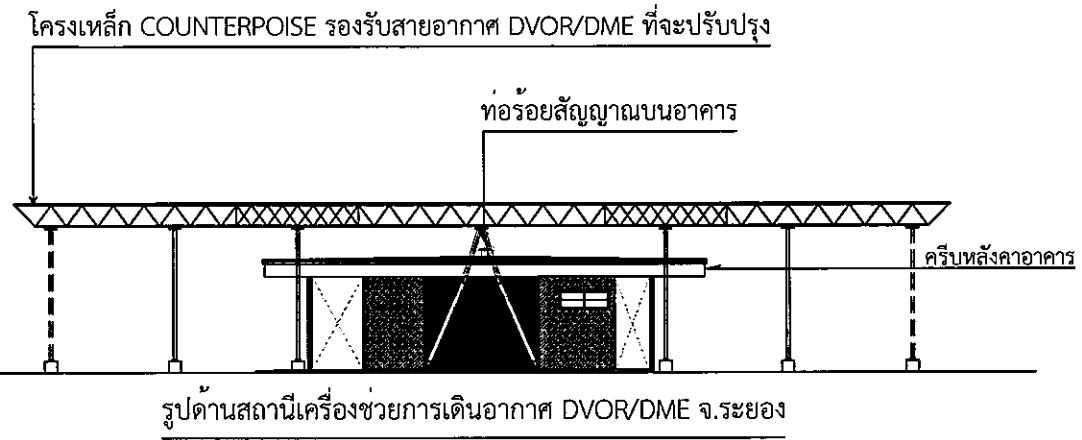 โครงเหล็ก COUNTERPOISE รองรับสายอากาศ DVOR/DME ที่จะปรับปรุง
ท่อร้อยสัญญาณบนอาคาร
ครีบหลังคาอาคาร
รูปด้านสถานีเครื่องช่วยการเดินอากาศ DVOR/DME จ.ระยอง